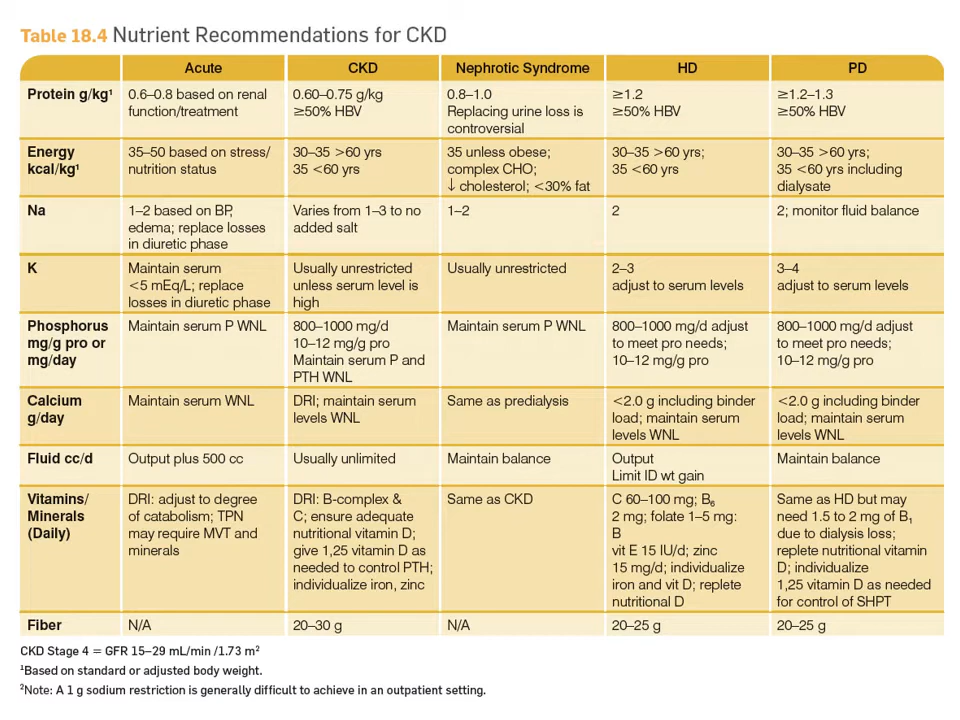 Table 18.4 Nutrient Recommendations for CKD
Acute
CKD
Nephrotic Syndrome
HD
PD
Protein g/kg¹
0.6–0.8 based on renal
function/treatment
0.60–0.75 g/kg
≥50% HBV
0.8–1.0
Replacing urine loss is
controversial
≥1.2
≥50% HBV
≥1.2–1.3
≥50% HBV
Energy
kcal/kg¹
35–50 based on stress/
nutrition status
30–35 >60 yrs
35 <60 yrs
35 unless obese;
complex CHO;
↓ cholesterol; <30% fat
30–35 >60 yrs;
35 <60 yrs
30–35 >60 yrs;
35 <60 yrs including
dialysate
Na
1–2 based on BP,
edema; replace losses
in diuretic phase
Varies from 1–3 to no
added salt
1–2
2
2; monitor fluid balance
K
Maintain serum
<5 mEq/L; replace
losses in diuretic phase
Usually unrestricted
unless serum level is
high
Usually unrestricted
2–3
adjust to serum levels
3–4
adjust to serum levels
Phosphorus
mg/g pro or
mg/day
Maintain serum P WNL
800–1000 mg/d
10–12 mg/g pro
Maintain serum P and
PTH WNL
Maintain serum P WNL
800–1000 mg/d adjust
to meet pro needs;
10–12 mg/g pro
800–1000 mg/d adjust
to meet pro needs;
10–12 mg/g pro
Calcium
g/day
Maintain serum WNL
DRI; maintain serum
levels WNL
Same as predialysis
<2.0 g including binder
load; maintain serum
levels WNL
<2.0 g including binder
load; maintain serum
levels WNL
Fluid cc/d
Output plus 500 cc
Usually unlimited
Maintain balance
Output
Limit ID wt gain
Maintain balance
Vitamins/
Minerals
(Daily)
DRI: adjust to degree
of catabolism; TPN
may require MVT and
minerals
DRI: B-complex &
C; ensure adequate
nutritional vitamin D;
give 1,25 vitamin D as
needed to control PTH;
individualize iron, zinc
Same as CKD
C 60–100 mg; B₆
2 mg; folate 1–5 mg:
B
vit E 15 IU/d; zinc
15 mg/d; individualize
iron and vit D; replete
nutritional D
Same as HD but may
need 1.5 to 2 mg of B₁
due to dialysis loss;
replete nutritional vitamin
D; individualize
1,25 vitamin D as needed
for control of SHPT
Fiber
N/A
20–30 g
N/A
20–25 g
20–25 g
CKD Stage 4 = GFR 15–29 mL/min /1.73 m²
¹Based on standard or adjusted body weight.
²Note: A 1 g sodium restriction is generally difficult to achieve in an outpatient setting.